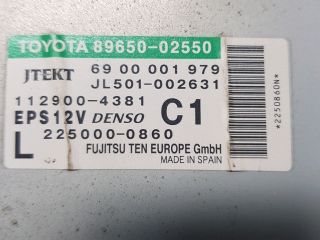 TOYOTA 89650-02550
JTEKT 69 00 001 979
JL501-002631
112900-4381 C1
EPS12V DENSO
L 225000-0860
FUJITSU TEN EUROPE GmbH
MADE IN SPAIN
*2250860N*